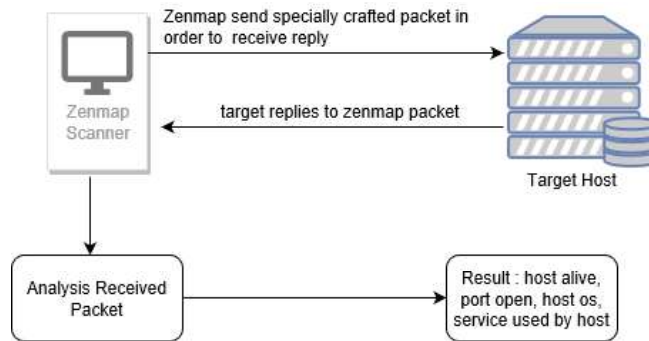 Zenmap send specially crafted packet in
order to  receive reply
Zenmap
Scanner
target replies to zenmap packet
Target Host
Analysis Received
Packet
Result : host alive,
port open, host os,
service used by host